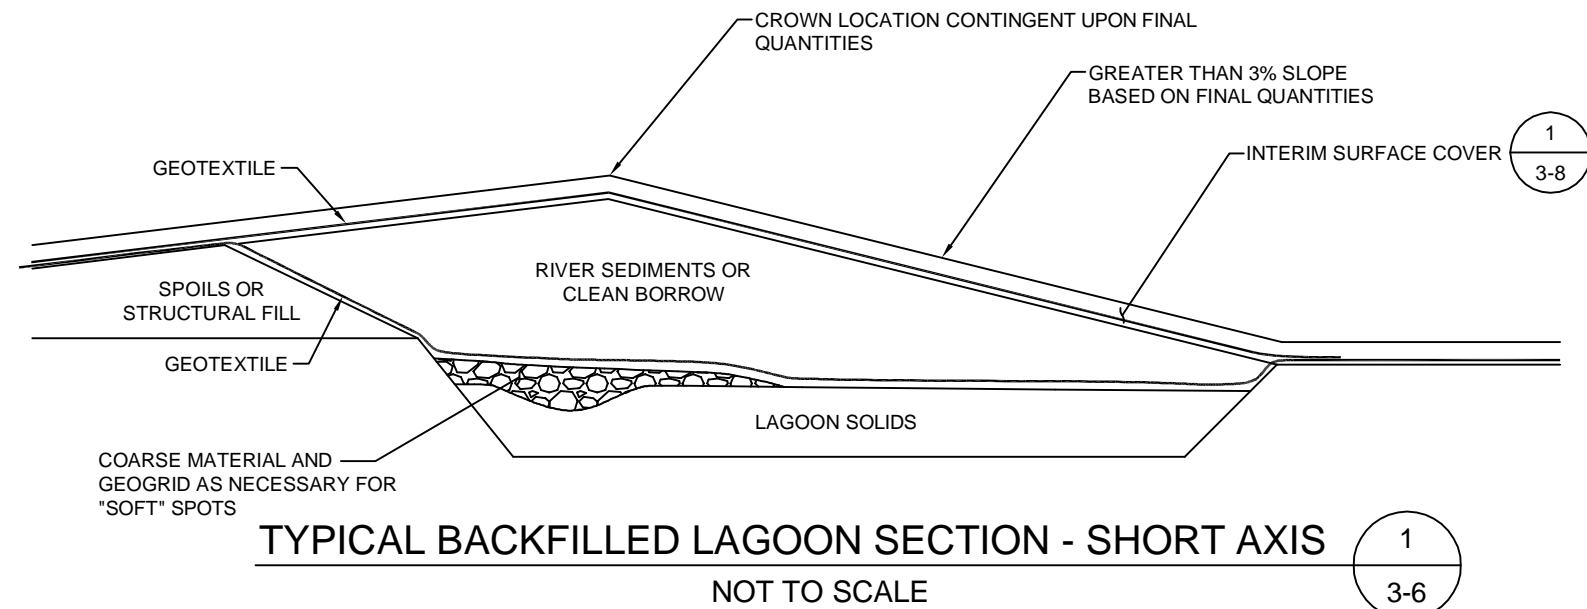 CROWN LOCATION CONTINGENT UPON FINAL
QUANTITIES
GREATER THAN 3% SLOPE
BASED ON FINAL QUANTITIES
INTERIM SURFACE COVER
1
3-8
GEOTEXTILE
SPOILS OR
STRUCTURAL FILL
RIVER SEDIMENTS OR
CLEAN BORROW
GEOTEXTILE
LAGOON SOLIDS
COARSE MATERIAL AND
GEOGRID AS NECESSARY FOR
"SOFT" SPOTS
TYPICAL BACKFILLED LAGOON SECTION - SHORT AXIS
NOT TO SCALE
1
3-6